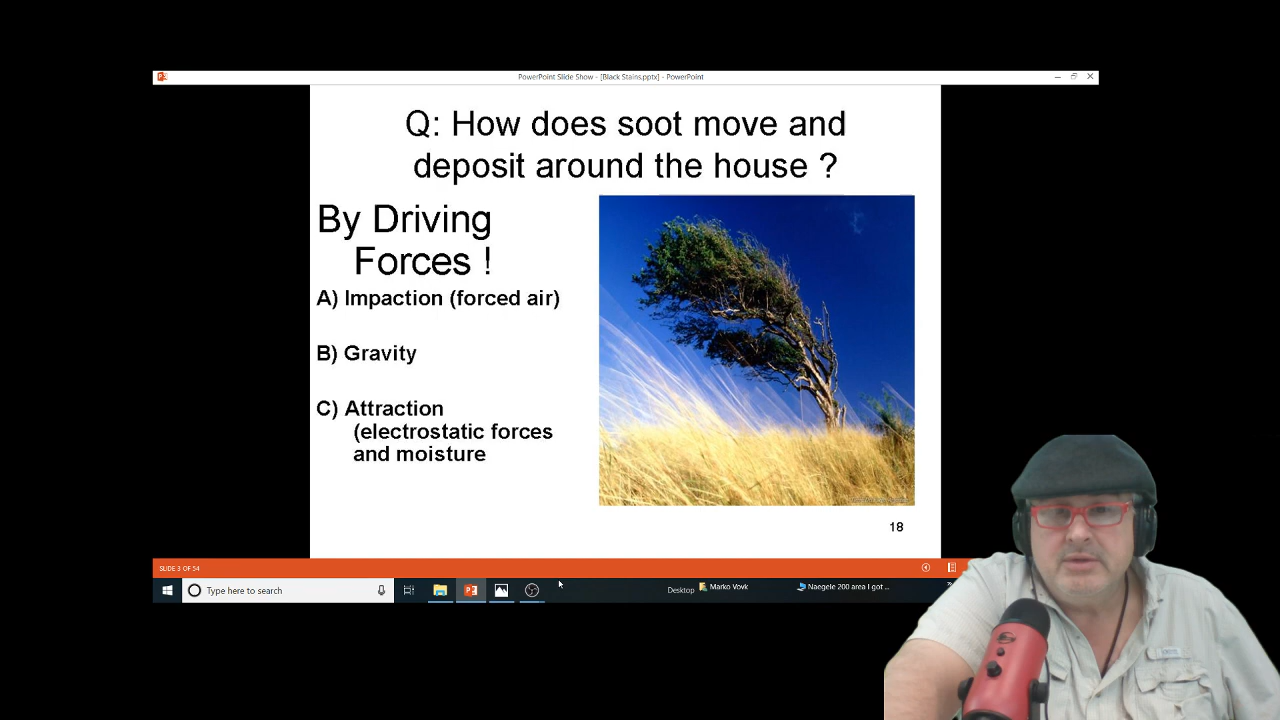 PowerPoint Slide Show - [Black Stains.pptx] - PowerPoint
Q: How does soot move and
deposit around the house ?
By Driving
Forces !
A) Impaction (forced air)
B) Gravity
C) Attraction
(electrostatic forces
and moisture
18
SLIDE 3 OF 54
Type here to search
Desktop
Marko Vovk
Naegele 200 area I got ...